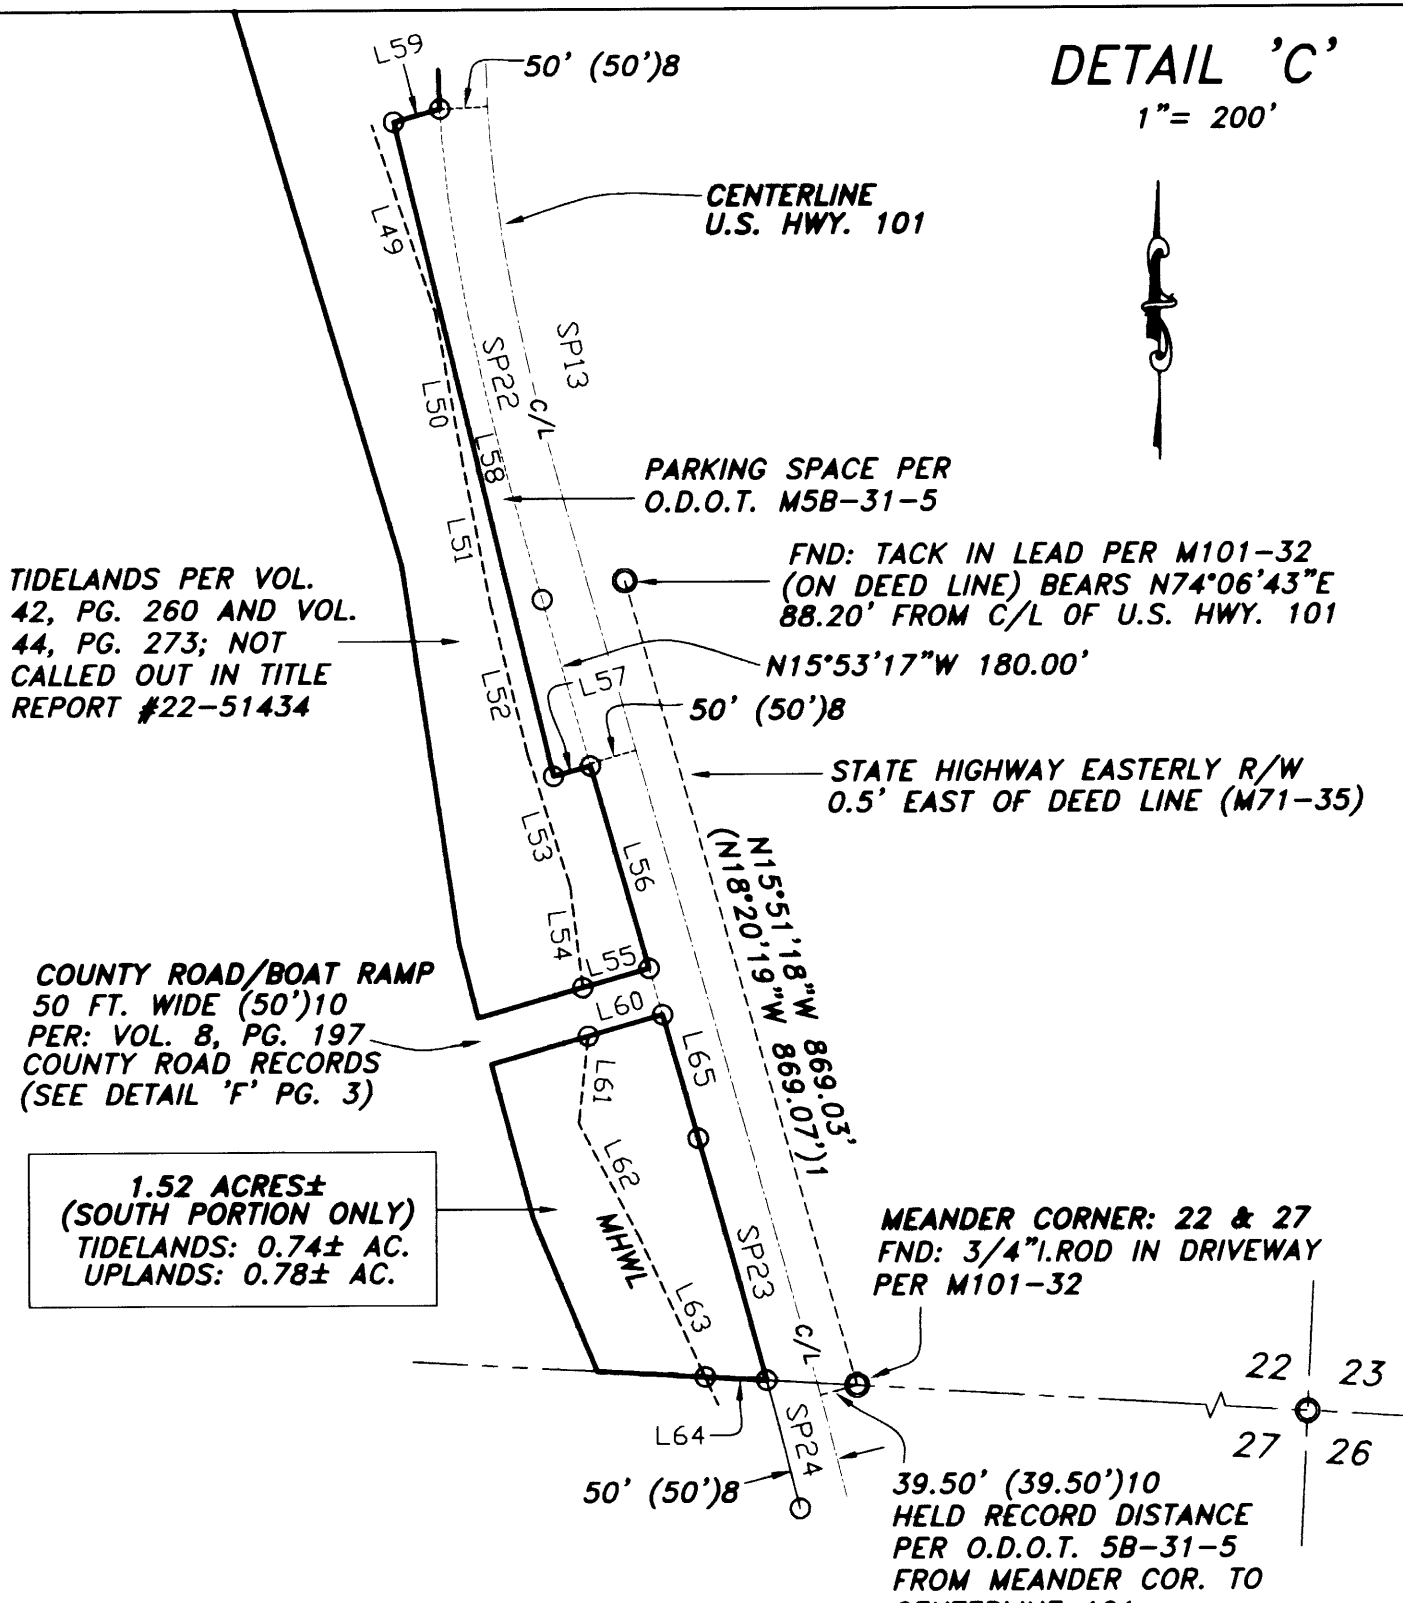 DETAIL 'C'
1"= 200'
L59
50' (50')8
CENTERLINE
U.S. HWY. 101
L49
SP13
SP22
L50
C/L
L58
PARKING SPACE PER
O.D.O.T. M5B-31-5
L51
FND: TACK IN LEAD PER M101-32
(ON DEED LINE) BEARS N74°06'43"E
88.20' FROM C/L OF U.S. HWY. 101
TIDELANDS PER VOL.
42, PG. 260 AND VOL.
44, PG. 273; NOT
CALLED OUT IN TITLE
REPORT #22-51434
N15°53'17"W 180.00'
L57
L52
50' (50')8
STATE HIGHWAY EASTERLY R/W
0.5' EAST OF DEED LINE (M71-35)
L53
L56
N15°51'18"W 869.03'
(N18°20'19"W 869.07')1
L54
L55
COUNTY ROAD/BOAT RAMP
50 FT. WIDE (50')10
PER: VOL. 8, PG. 197
COUNTY ROAD RECORDS
(SEE DETAIL 'F' PG. 3)
L60
L65
L61
L62
1.52 ACRES±
(SOUTH PORTION ONLY)
TIDELANDS: 0.74± AC.
UPLANDS: 0.78± AC.
MHWL
SP23
L63
MEANDER CORNER: 22 & 27
FND: 3/4"I.ROD IN DRIVEWAY
PER M101-32
C/L
22 23
27 26
L64
SP24
50' (50')8
39.50' (39.50')10
HELD RECORD DISTANCE
PER O.D.O.T. 5B-31-5
FROM MEANDER COR. TO